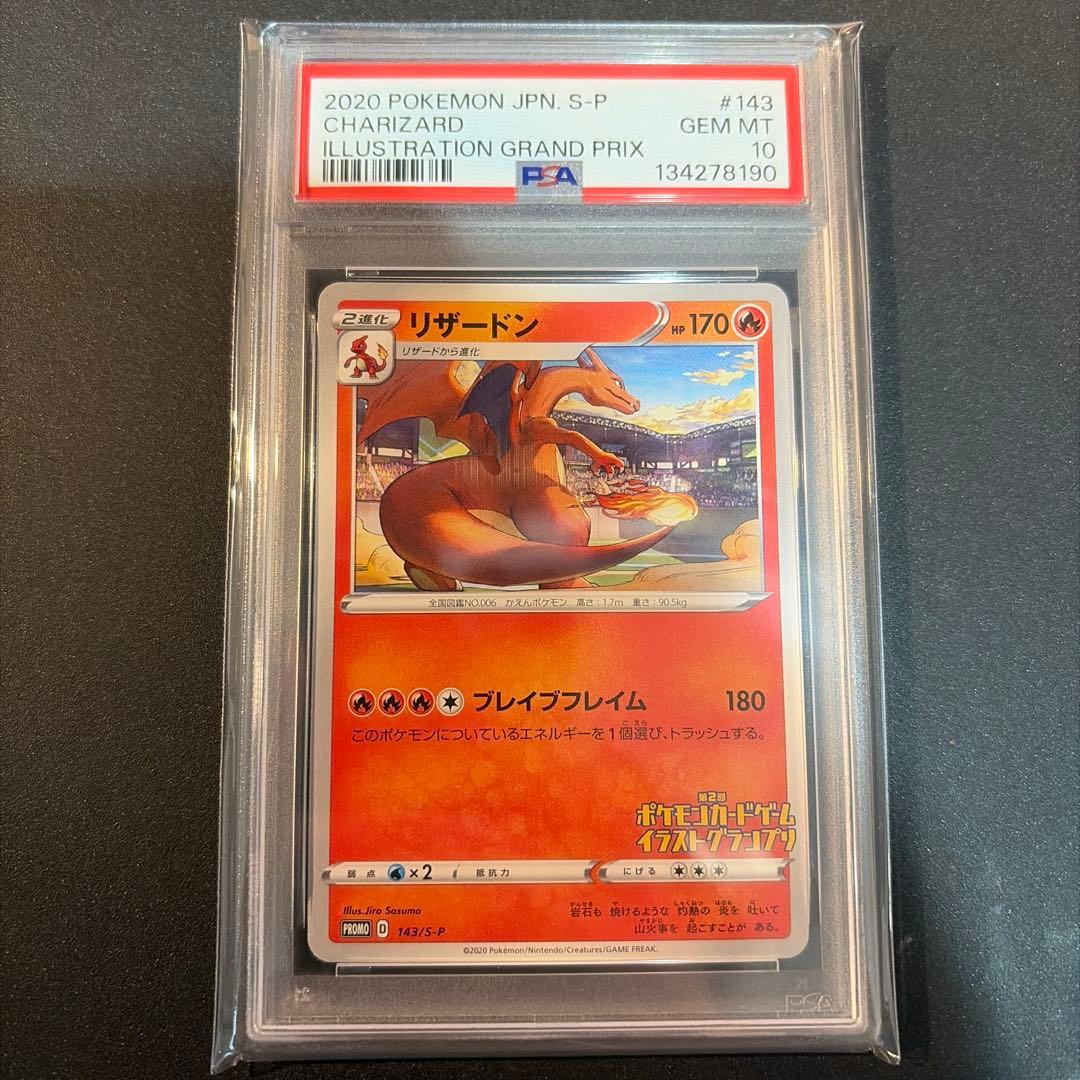 2020 POKEMON JPN. S-P #143
CHARIZARD GEM MT
ILLUSTRATION GRAND PRIX 10
PSA 134278190
2進化 リザードン HP 170
リザードから進化
全国図鑑NO.006 かえんポケモン 高さ:1.7m 重さ:90.5kg
ブレイブフレイム 180
このポケモンについているエネルギーを1個選び、トラッシュする。
第2回
ポケモンカードゲーム
イラストグランプリ
弱点 ×2 抵抗力 にげる
Illus.Jiro Sasumo
岩石も 焼けるような 灼熱の 炎を 吐いて
山火事を 起こすことが ある。
PROMO D 143/S-P
©2020 Pokémon/Nintendo/Creatures/GAME FREAK.
PSA